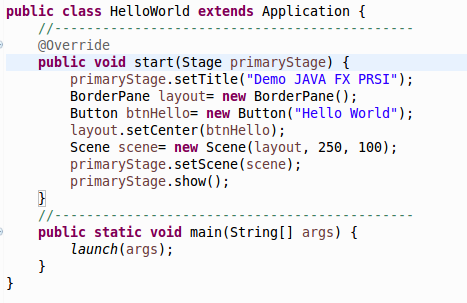 public class HelloWorld extends Application {
//---------------------------------------------
@Override
public void start(Stage primaryStage) {
primaryStage.setTitle("Demo JAVA FX PRSI");
BorderPane layout= new BorderPane();
Button btnHello= new Button("Hello World");
layout.setCenter(btnHello);
Scene scene= new Scene(layout, 250, 100);
primaryStage.setScene(scene);
primaryStage.show();
}
//---------------------------------------------
public static void main(String[] args) {
launch(args);
}
}